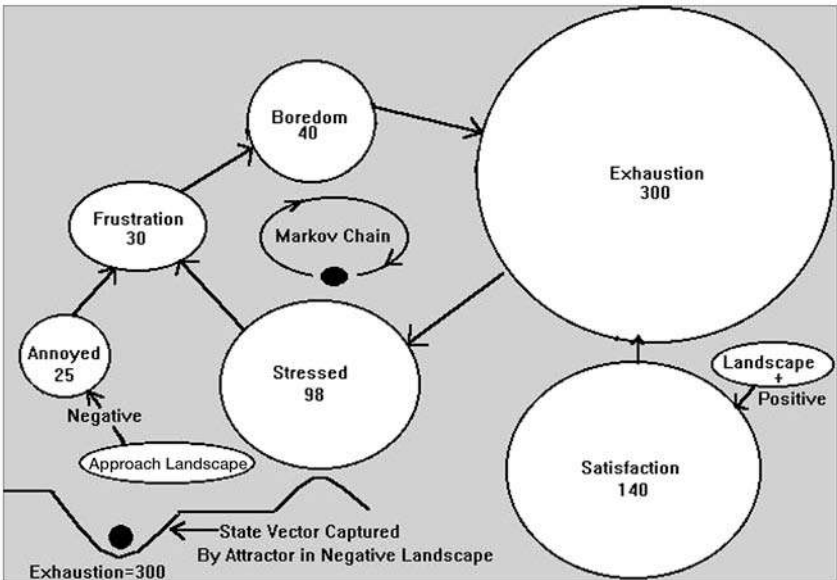 Boredom
40
Exhaustion
300
Frustration
30
Markov Chain
Annoyed
25
Stressed
98
Landscape
+
Positive
Negative
Approach Landscape
Satisfaction
140
State Vector Captured
By Attractor in Negative Landscape
Exhaustion=300